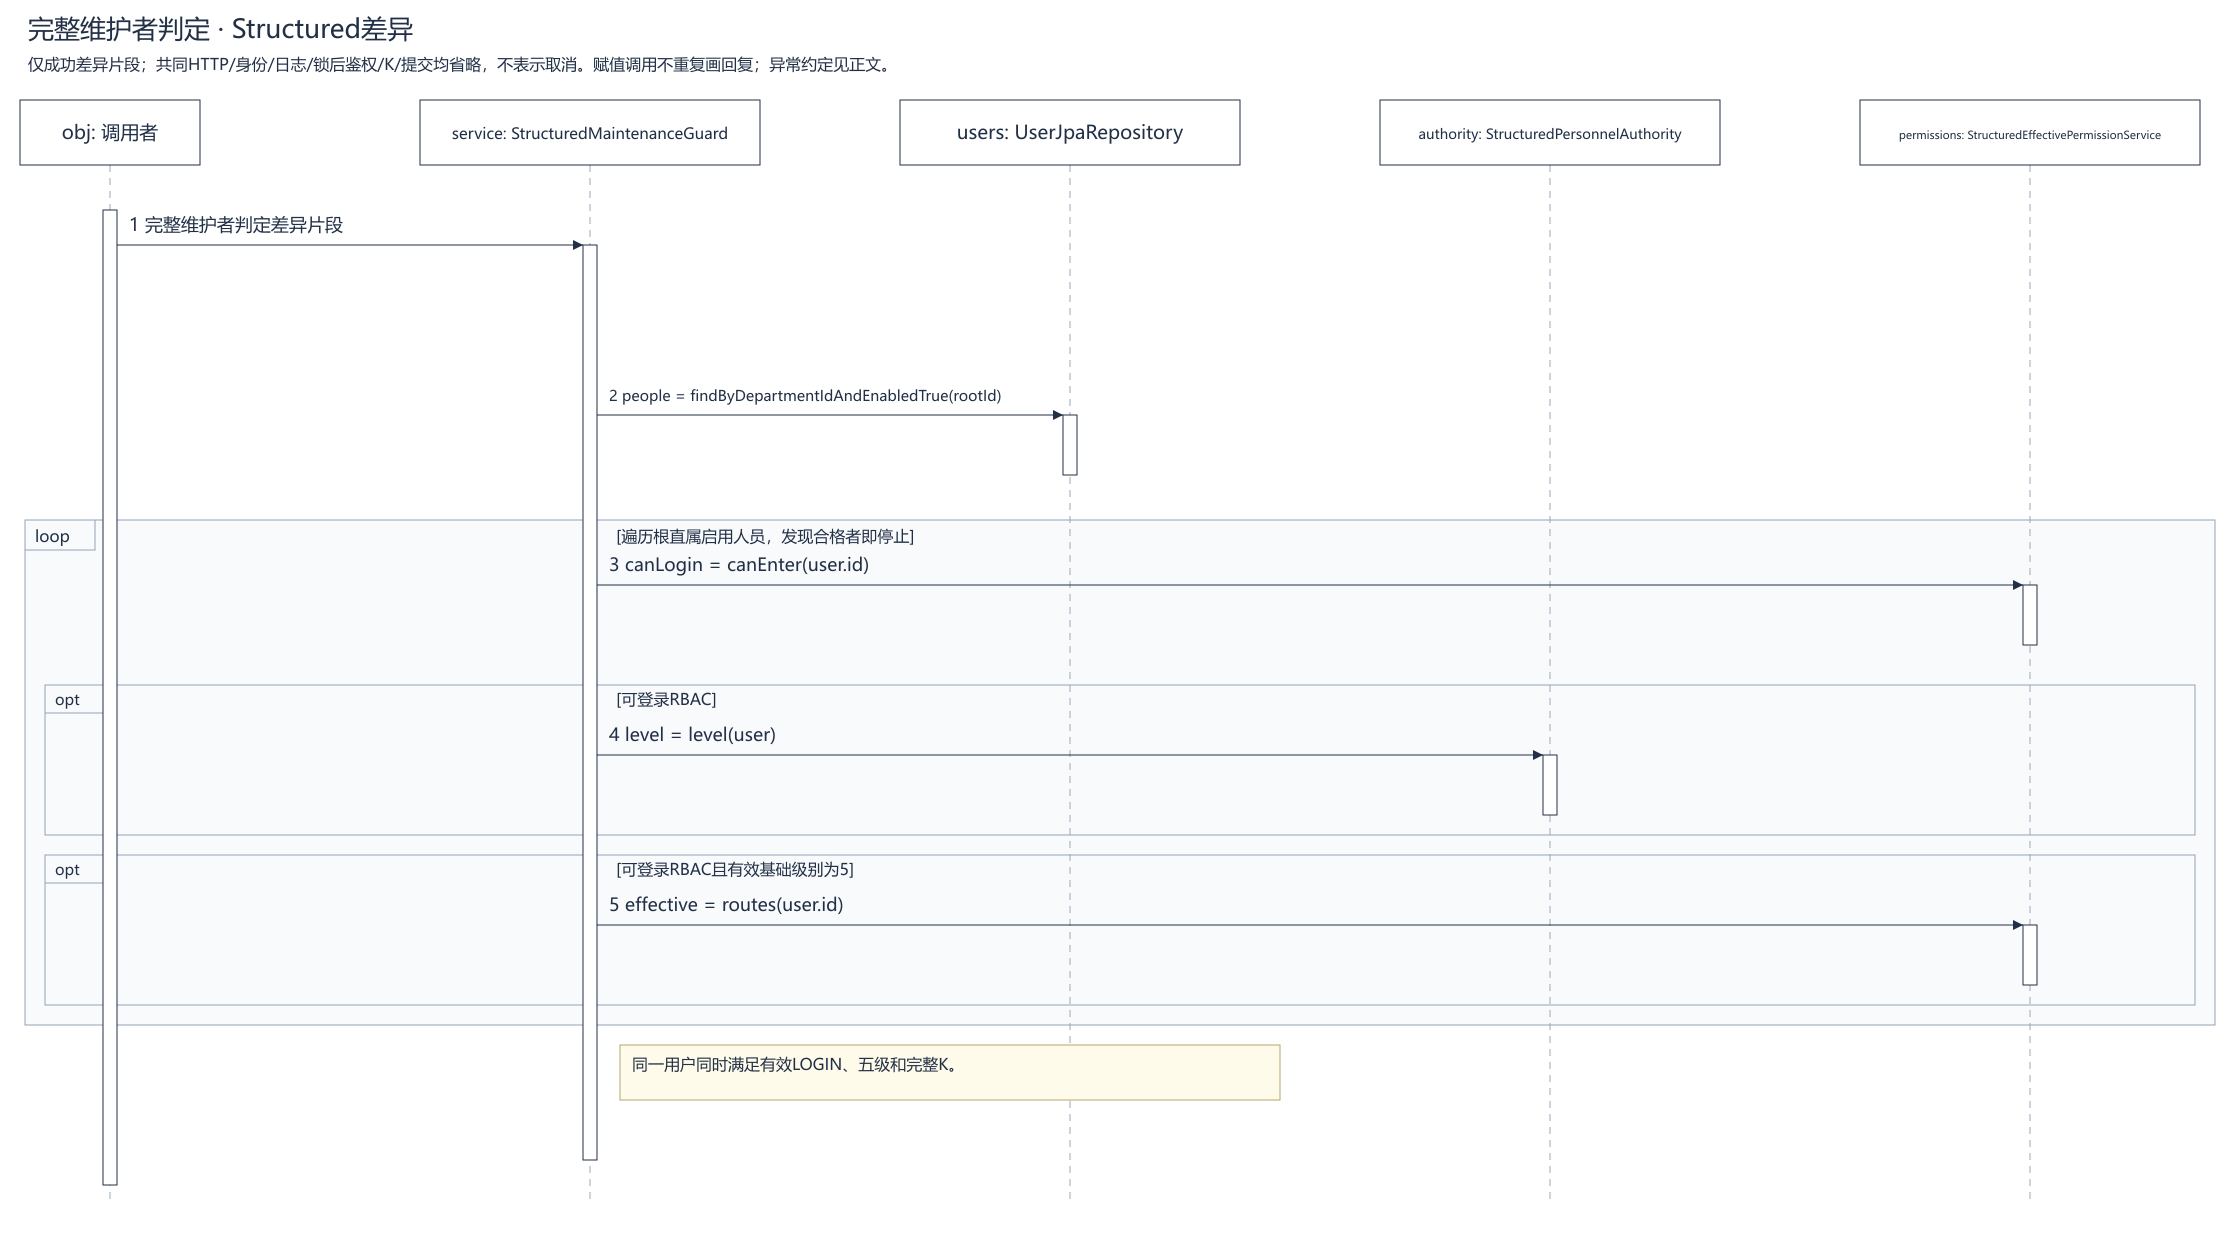 完整维护者判定 · Structured差异
仅成功差异片段；共同HTTP/身份/日志/锁后鉴权/K/提交均省略，不表示取消。赋值调用不重复画回复；异常约定见正文。
obj: 调用者
service: StructuredMaintenanceGuard
users: UserJpaRepository
authority: StructuredPersonnelAuthority
permissions: StructuredEffectivePermissionService
1 完整维护者判定差异片段
2 people = findByDepartmentIdAndEnabledTrue(rootId)
loop
[遍历根直属启用人员，发现合格者即停止]
3 canLogin = canEnter(user.id)
opt
[可登录RBAC]
4 level = level(user)
opt
[可登录RBAC且有效基础级别为5]
5 effective = routes(user.id)
同一用户同时满足有效LOGIN、五级和完整K。